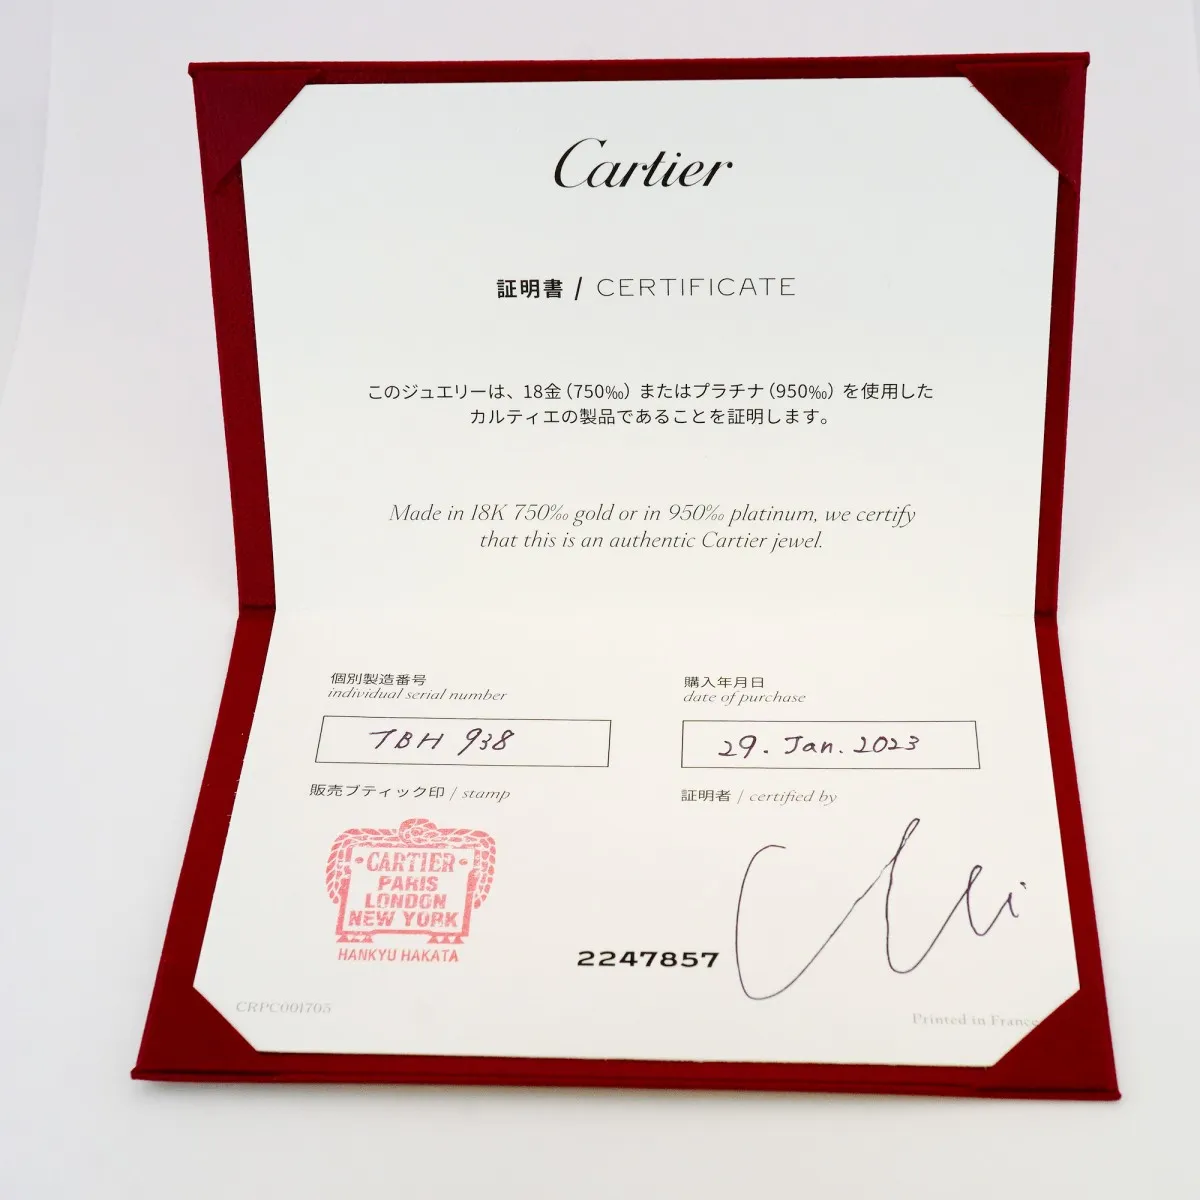 Cartier
証明書 / CERTIFICATE
このジュエリーは、18金(750‰)またはプラチナ(950‰)を使用した
カルティエの製品であることを証明します。
Made in 18K 750‰ gold or in 950‰ platinum, we certify
that this is an authentic Cartier jewel.
個別製造番号
individual serial number
TBH 938
購入年月日
date of purchase
29. Jan. 2023
販売ブティック印 / stamp
CARTIER
PARIS
LONDON
NEW YORK
HANKYU HAKATA
証明者 / certified by
2247857
CRPC001705
Printed in France